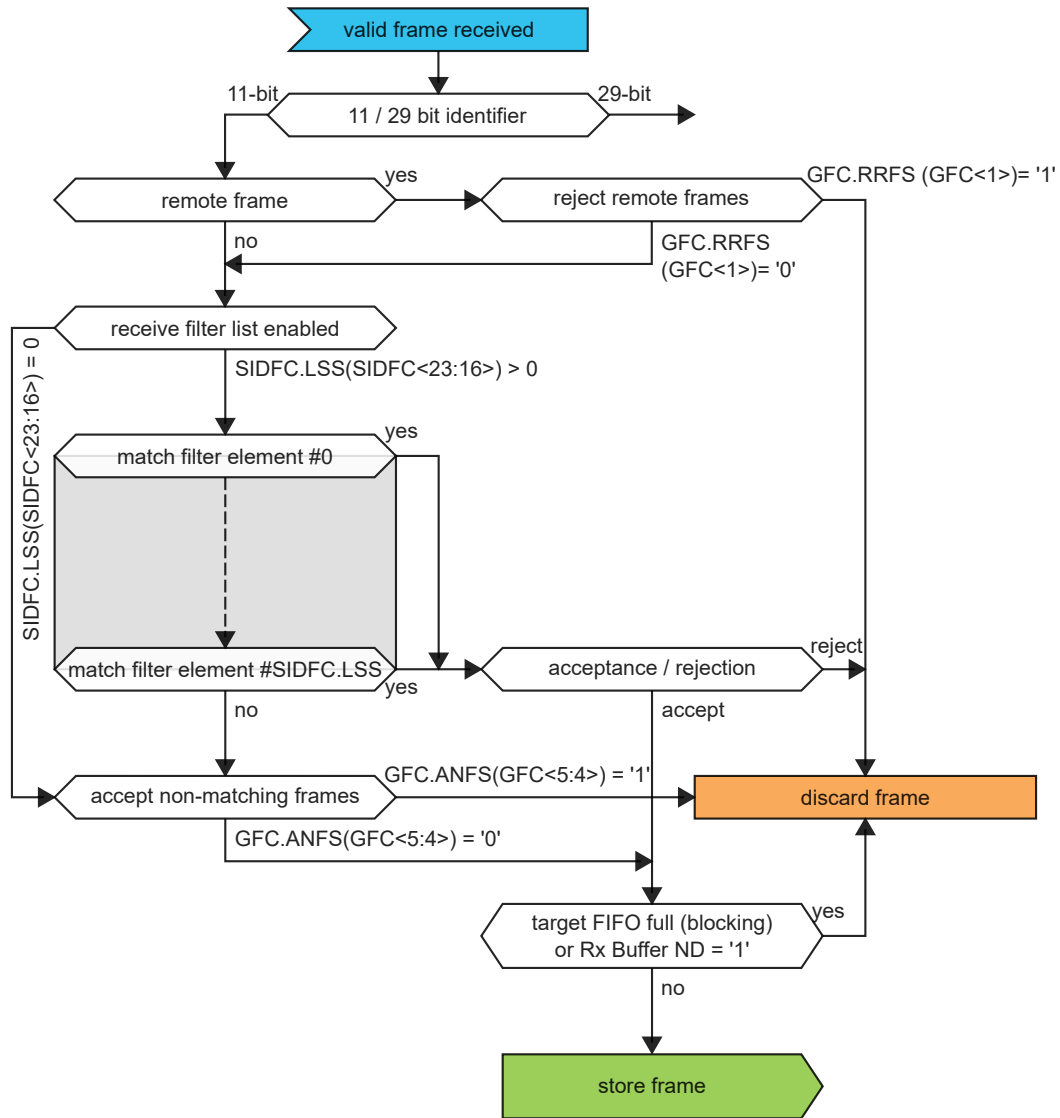 valid frame received
11-bit
29-bit
11 / 29 bit identifier
GFC.RRFS (GFC<1>)= '1'
yes
remote frame
reject remote frames
no
GFC.RRFS
(GFC<1>)= '0'
receive filter list enabled
SIDFC.LSS(SIDFC<23:16>) > 0
SIDFC.LSS(SIDFC<23:16>) = 0
yes
match filter element #0
match filter element #SIDFC.LSS
yes
acceptance / rejection
reject
no
accept
GFC.ANFS(GFC<5:4>) = '1'
accept non-matching frames
discard frame
GFC.ANFS(GFC<5:4>) = '0'
target FIFO full (blocking)
or Rx Buffer ND = '1'
yes
no
store frame